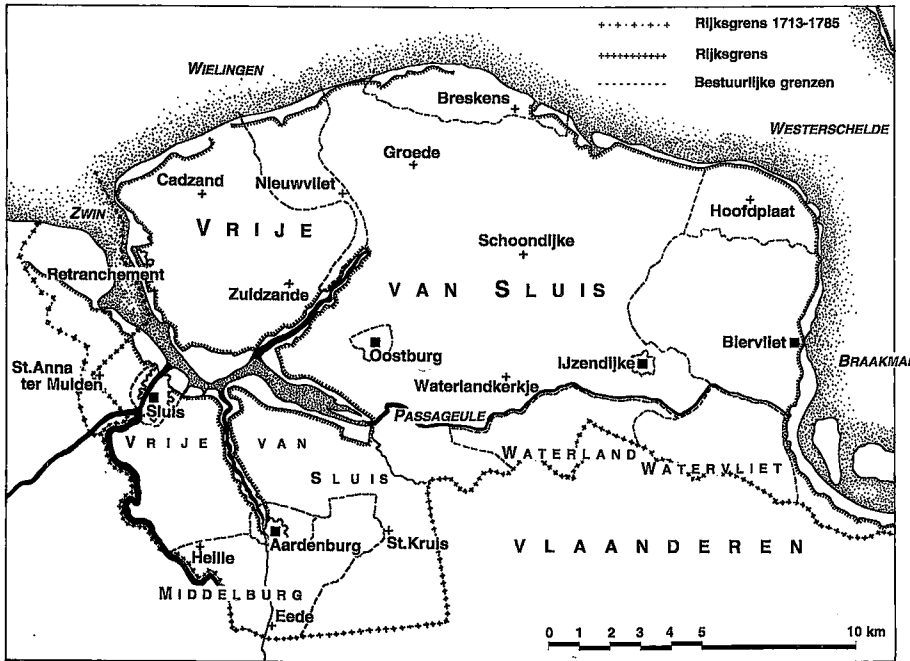 Rijksgrens 1713-1785
Rijksgrens
Bestuurlijke grenzen
WIELINGEN
Breskens
WESTERSCHELDE
Groede
Cadzand
Nieuwvliet
Hoofdplaat
ZWIN
VRIJE
Schoondijke
Retranchement
Zuidzande
VAN SLUIS
Oostburg
Biervliet
IJzendijke
BRAAKMAN
St.Anna
ter Mulden
Waterlandkerkje
Sluis
PASSAGEULE
VRIJE VAN
WATERLAND
WATERVLIET
SLUIS
Aardenburg
St.Kruis
VLAANDEREN
Heille
MIDDELBURG
Eede
0 1 2 3 4 5 10 km